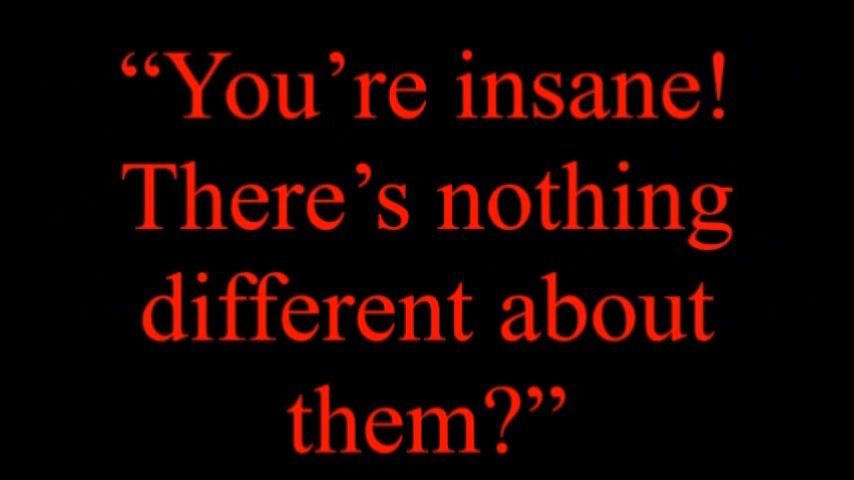 “You’re insane!
There’s nothing
different about
them?”